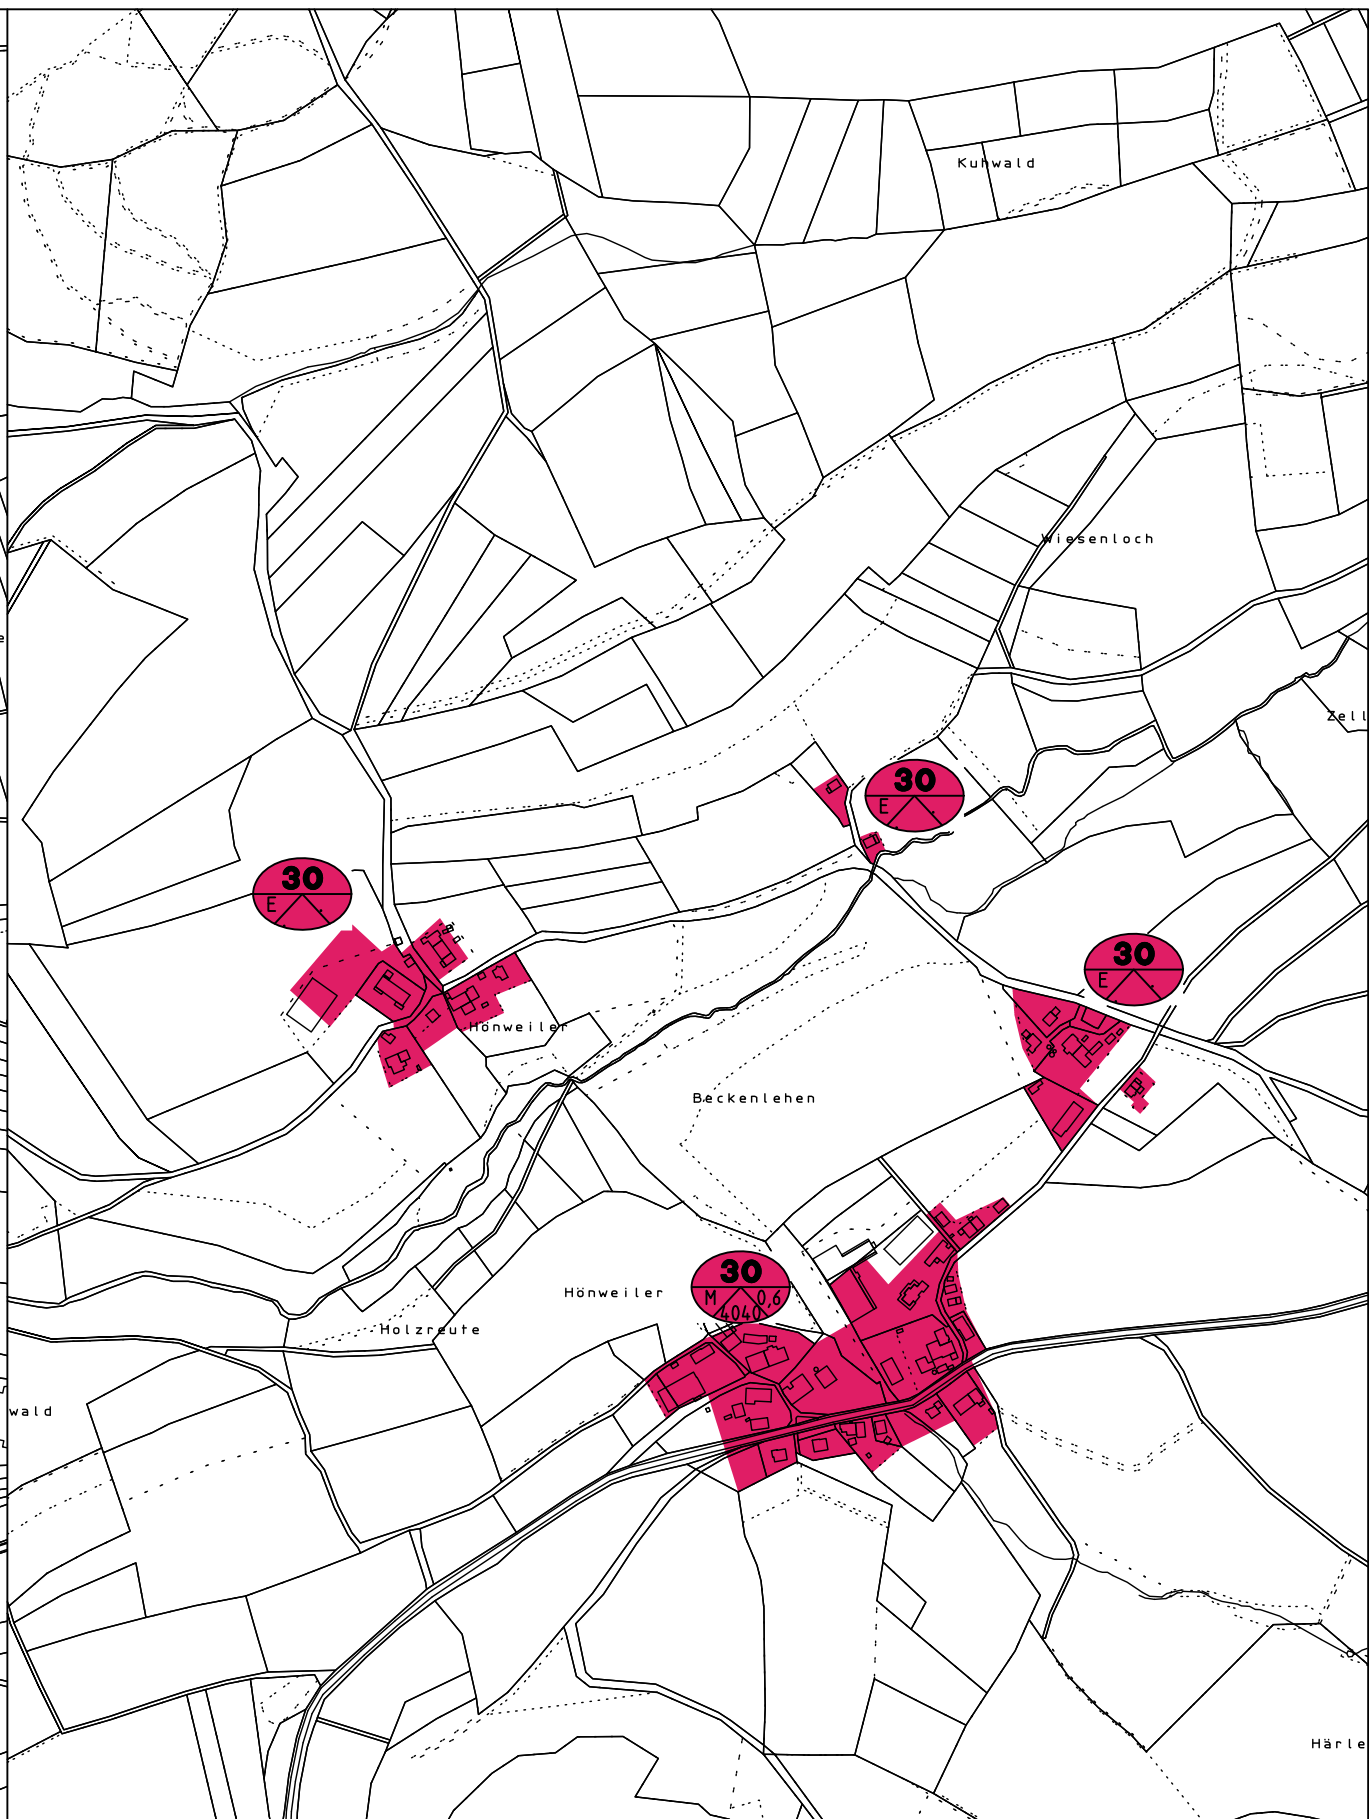 Kuhwald
Wiesenloch
Zell
30
E
30
E
30
E
Hönweiler
Beckenlehen
30
M 0,6
4040
Hönweiler
Holzreute
wald
Härle